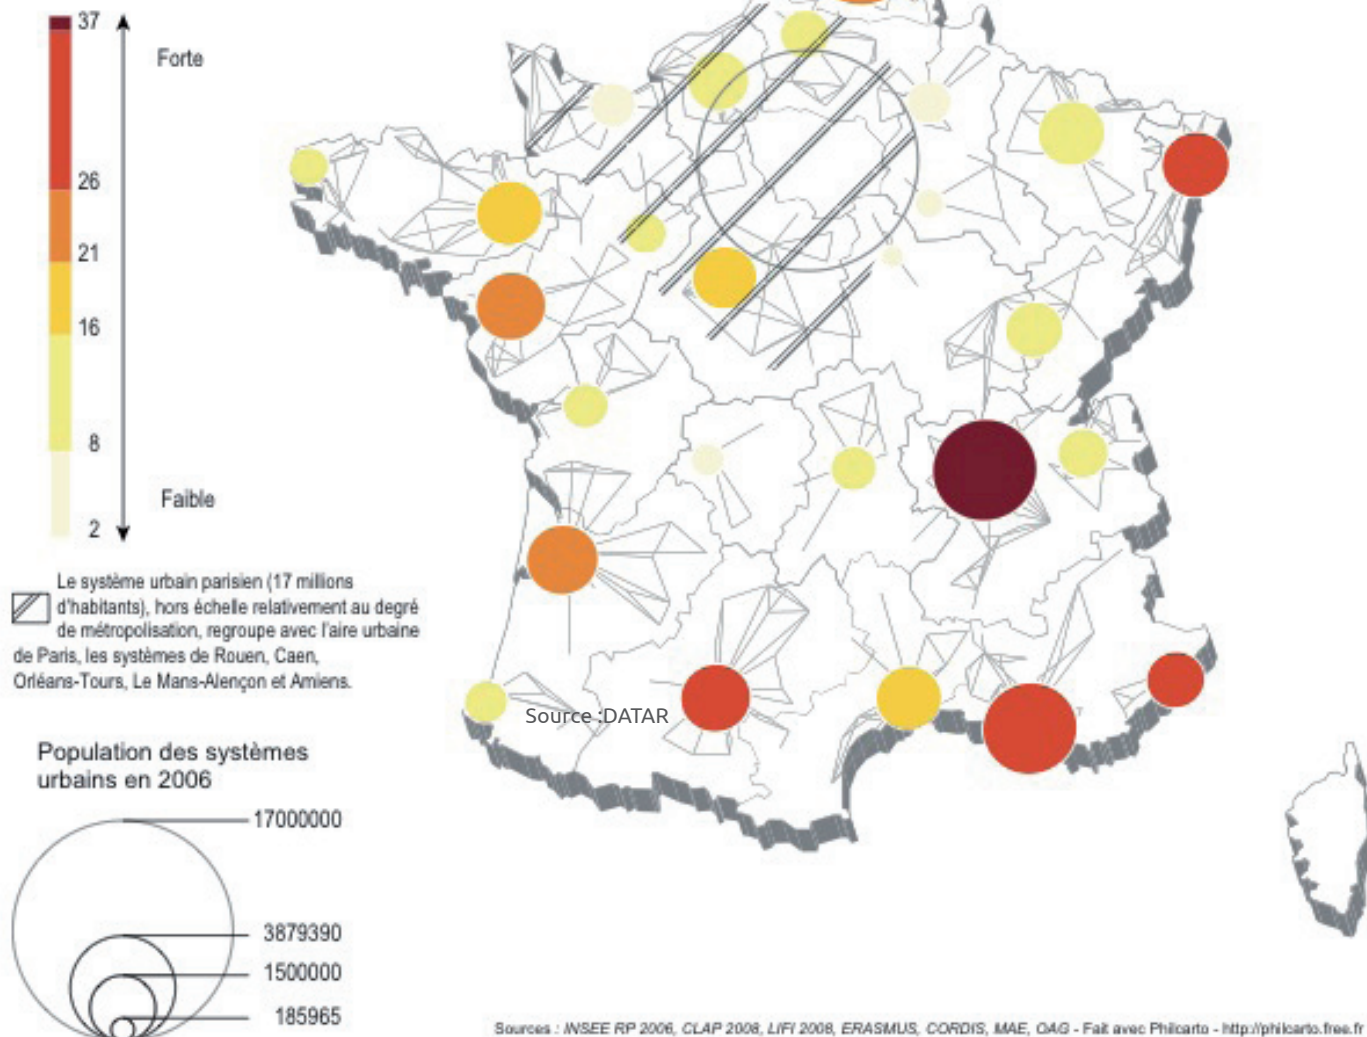 37
Forte
26
21
16
8
Faible
2
Le système urbain parisien (17 millions
d'habitants), hors échelle relativement au degré
de métropolisation, regroupe avec l'aire urbaine
de Paris, les systèmes de Rouen, Caen,
Orléans-Tours, Le Mans-Alençon et Amiens.
Source :DATAR
Population des systèmes
urbains en 2006
17000000
3879390
1500000
185965
Sources : INSEE RP 2006, CLAP 2008, LIFI 2008, ERASMUS, CORDIS, MAE, OAG - Fait avec Philcarto - http://philcarto.free.fr